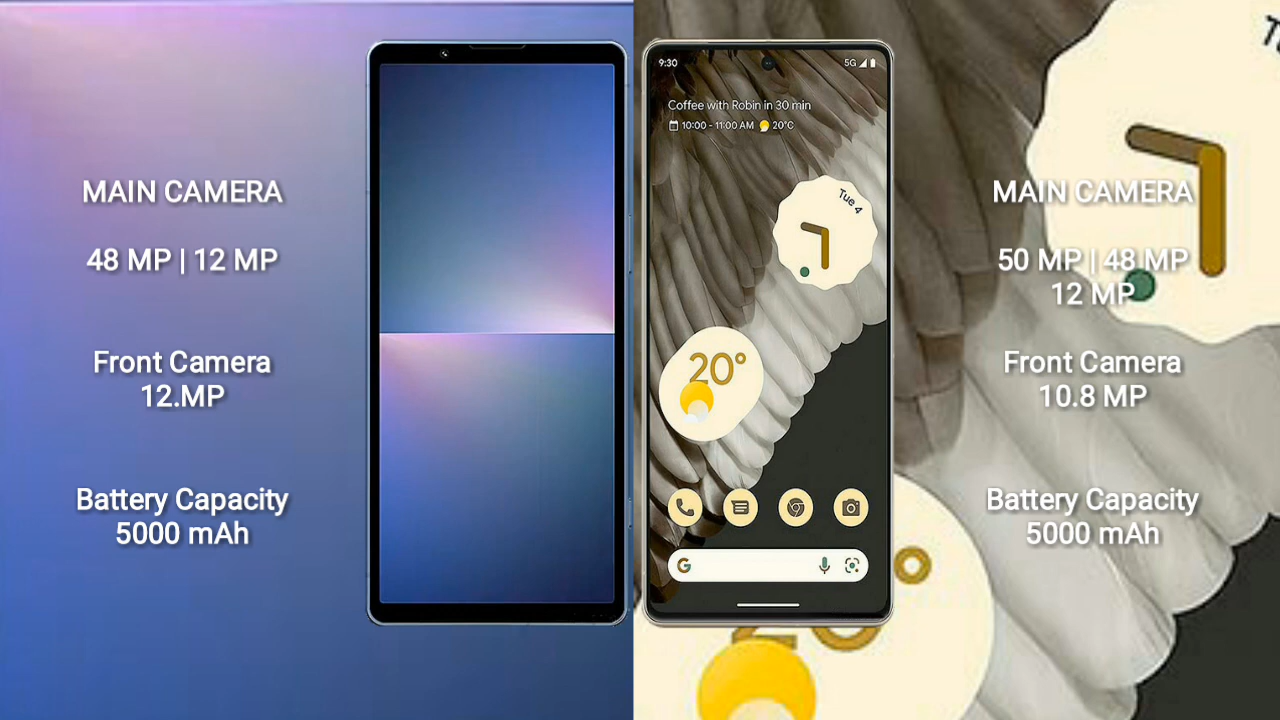 MAIN CAMERA
48 MP | 12 MP
Front Camera
12.MP
Battery Capacity
5000 mAh
9:30
5G
Coffee with Robin in 30 min
10:00 - 11:00 AM 20°C
Tue 4
20°
G
MAIN CAMERA
50 MP | 48 MP
12 MP
Front Camera
10.8 MP
Battery Capacity
5000 mAh
Tu
20°